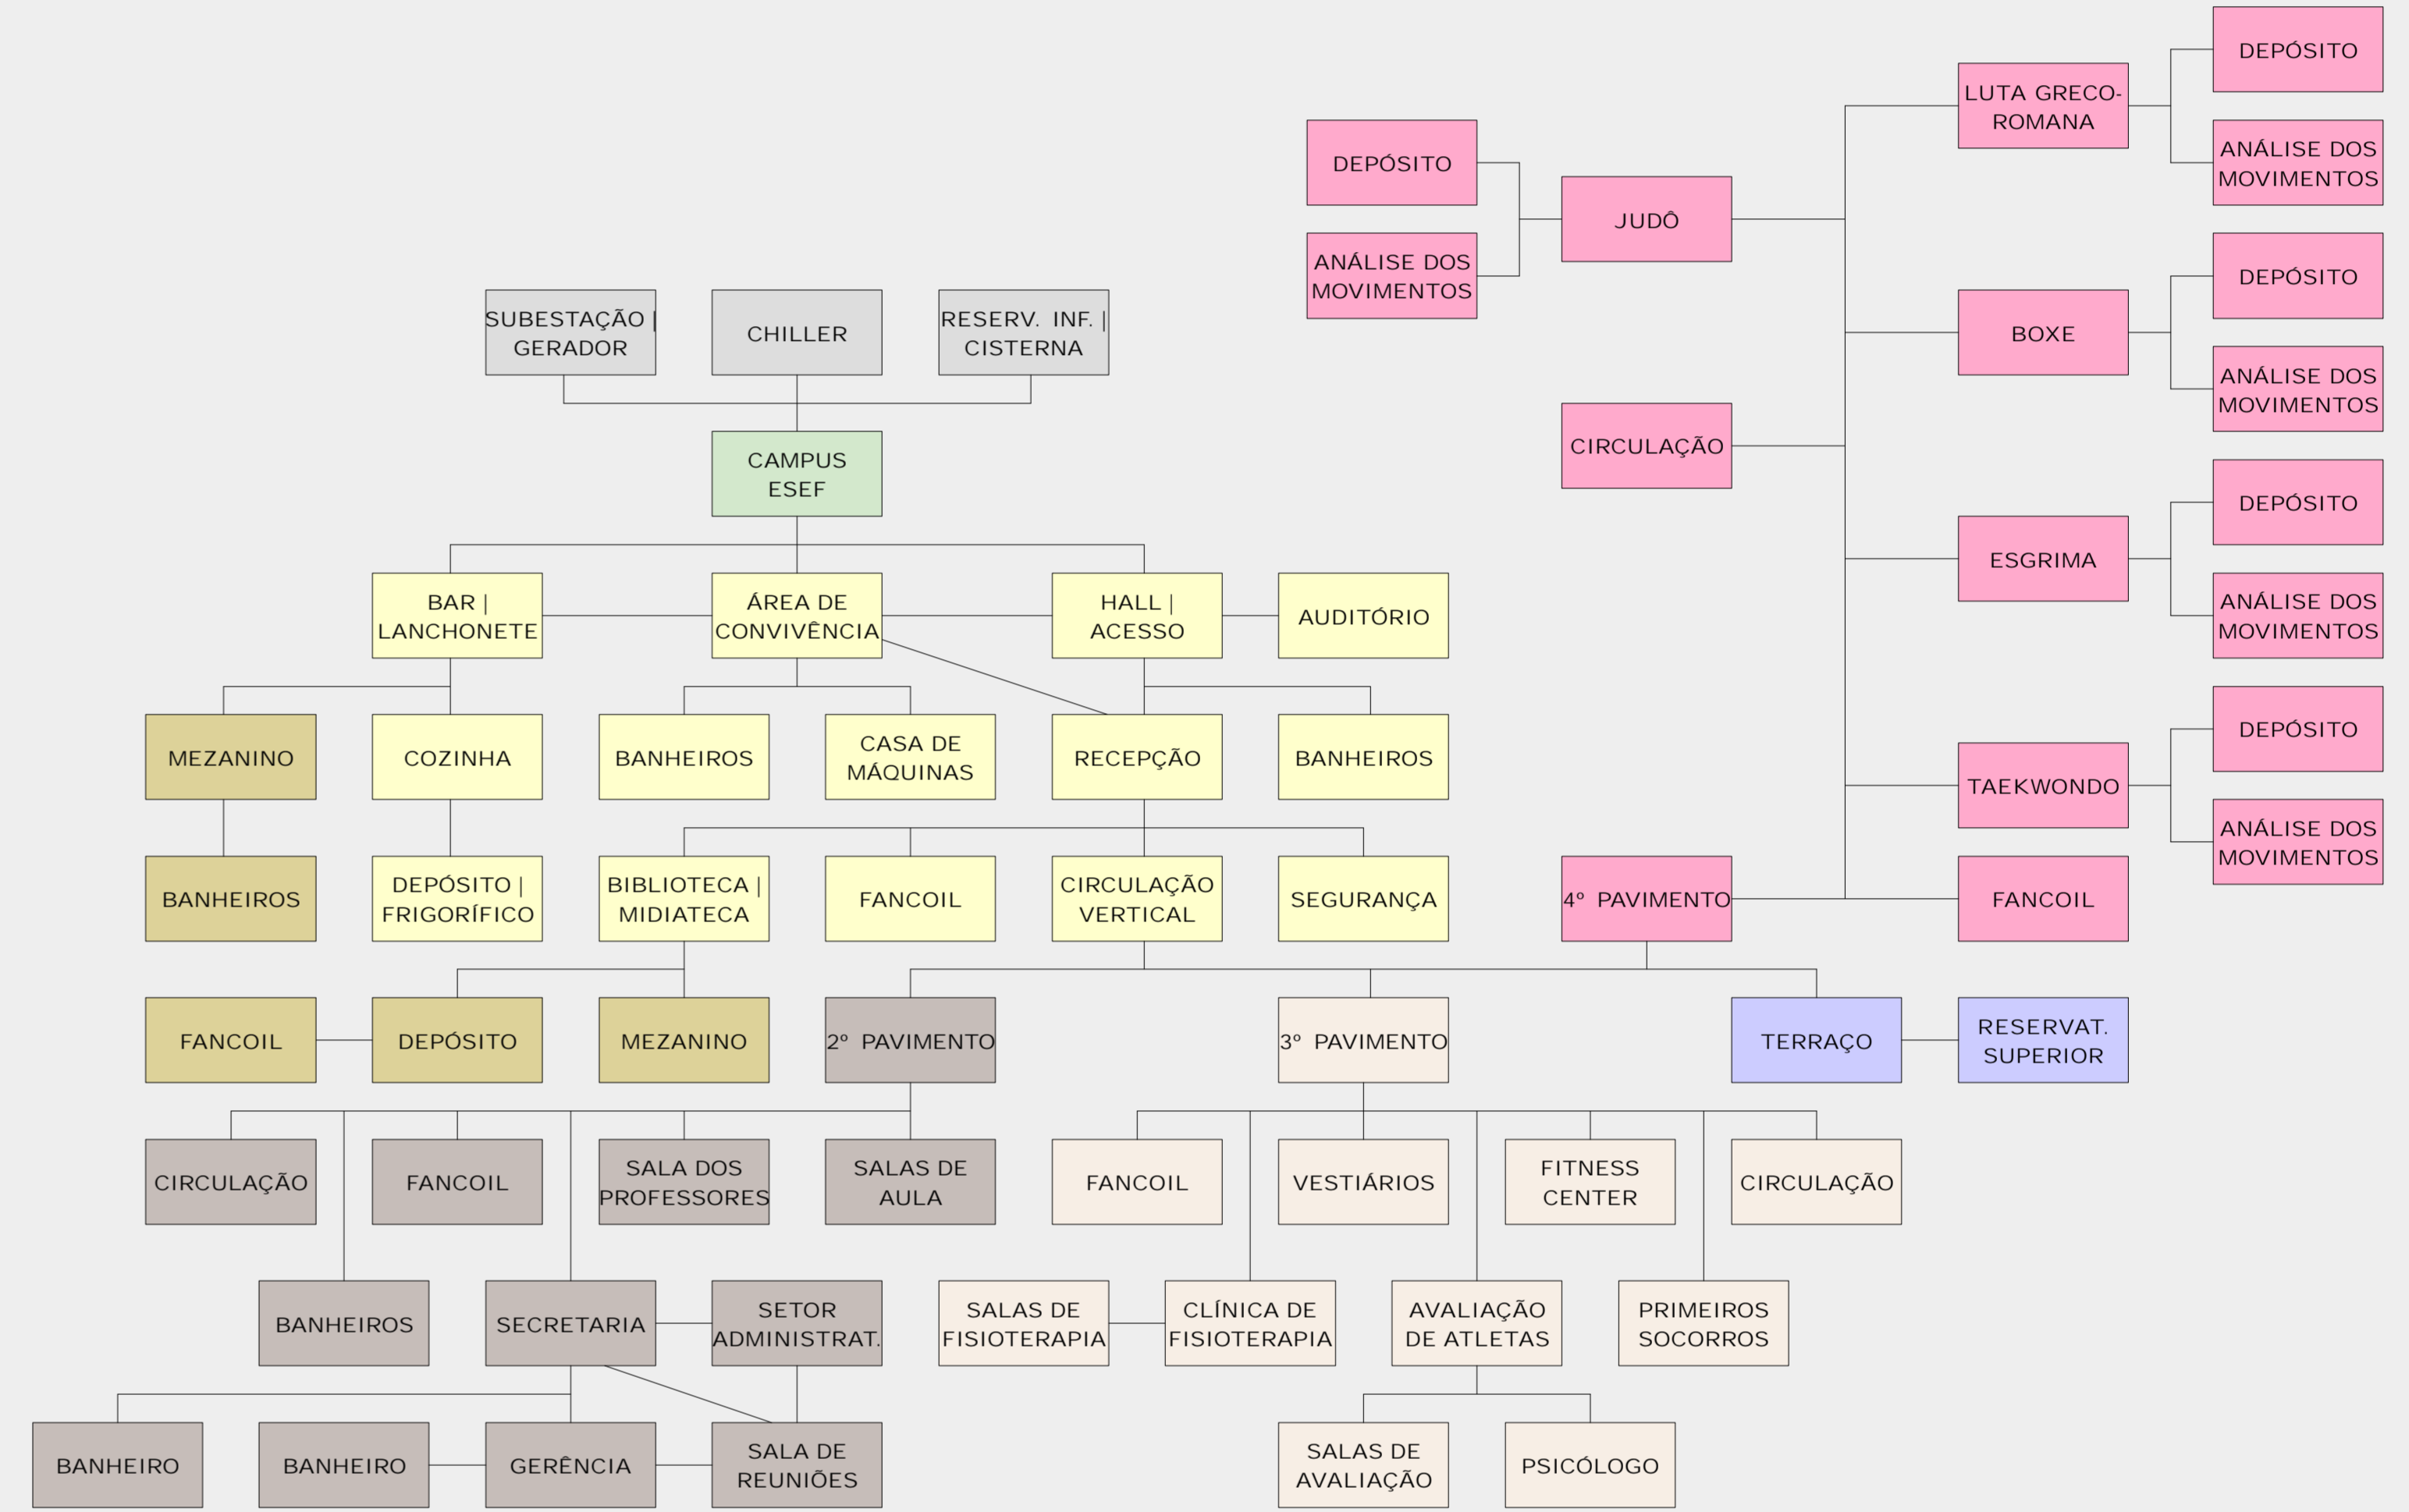 DEPÓSITO
LUTA GRECO-
ROMANA
DEPÓSITO
ANÁLISE DOS
MOVIMENTOS
JUDÔ
ANÁLISE DOS
MOVIMENTOS
DEPÓSITO
SUBESTAÇÃO |
GERADOR
CHILLER
RESERV. INF. |
CISTERNA
BOXE
ANÁLISE DOS
MOVIMENTOS
CIRCULAÇÃO
CAMPUS
ESEF
DEPÓSITO
ESGRIMA
BAR |
LANCHONETE
ÁREA DE
CONVIVÊNCIA
HALL |
ACESSO
AUDITÓRIO
ANÁLISE DOS
MOVIMENTOS
DEPÓSITO
MEZANINO
COZINHA
BANHEIROS
CASA DE
MÁQUINAS
RECEPÇÃO
BANHEIROS
TAEKWONDO
ANÁLISE DOS
MOVIMENTOS
BANHEIROS
DEPÓSITO |
FRIGORÍFICO
BIBLIOTECA |
MIDIATECA
FANCOIL
CIRCULAÇÃO
VERTICAL
SEGURANÇA
4º PAVIMENTO
FANCOIL
FANCOIL
DEPÓSITO
MEZANINO
2º PAVIMENTO
3º PAVIMENTO
TERRAÇO
RESERVAT.
SUPERIOR
CIRCULAÇÃO
FANCOIL
SALA DOS
PROFESSORES
SALAS DE
AULA
FANCOIL
VESTIÁRIOS
FITNESS
CENTER
CIRCULAÇÃO
BANHEIROS
SECRETARIA
SETOR
ADMINISTRAT.
SALAS DE
FISIOTERAPIA
CLÍNICA DE
FISIOTERAPIA
AVALIAÇÃO
DE ATLETAS
PRIMEIROS
SOCORROS
BANHEIRO
BANHEIRO
GERÊNCIA
SALA DE
REUNIÕES
SALAS DE
AVALIAÇÃO
PSICÓLOGO